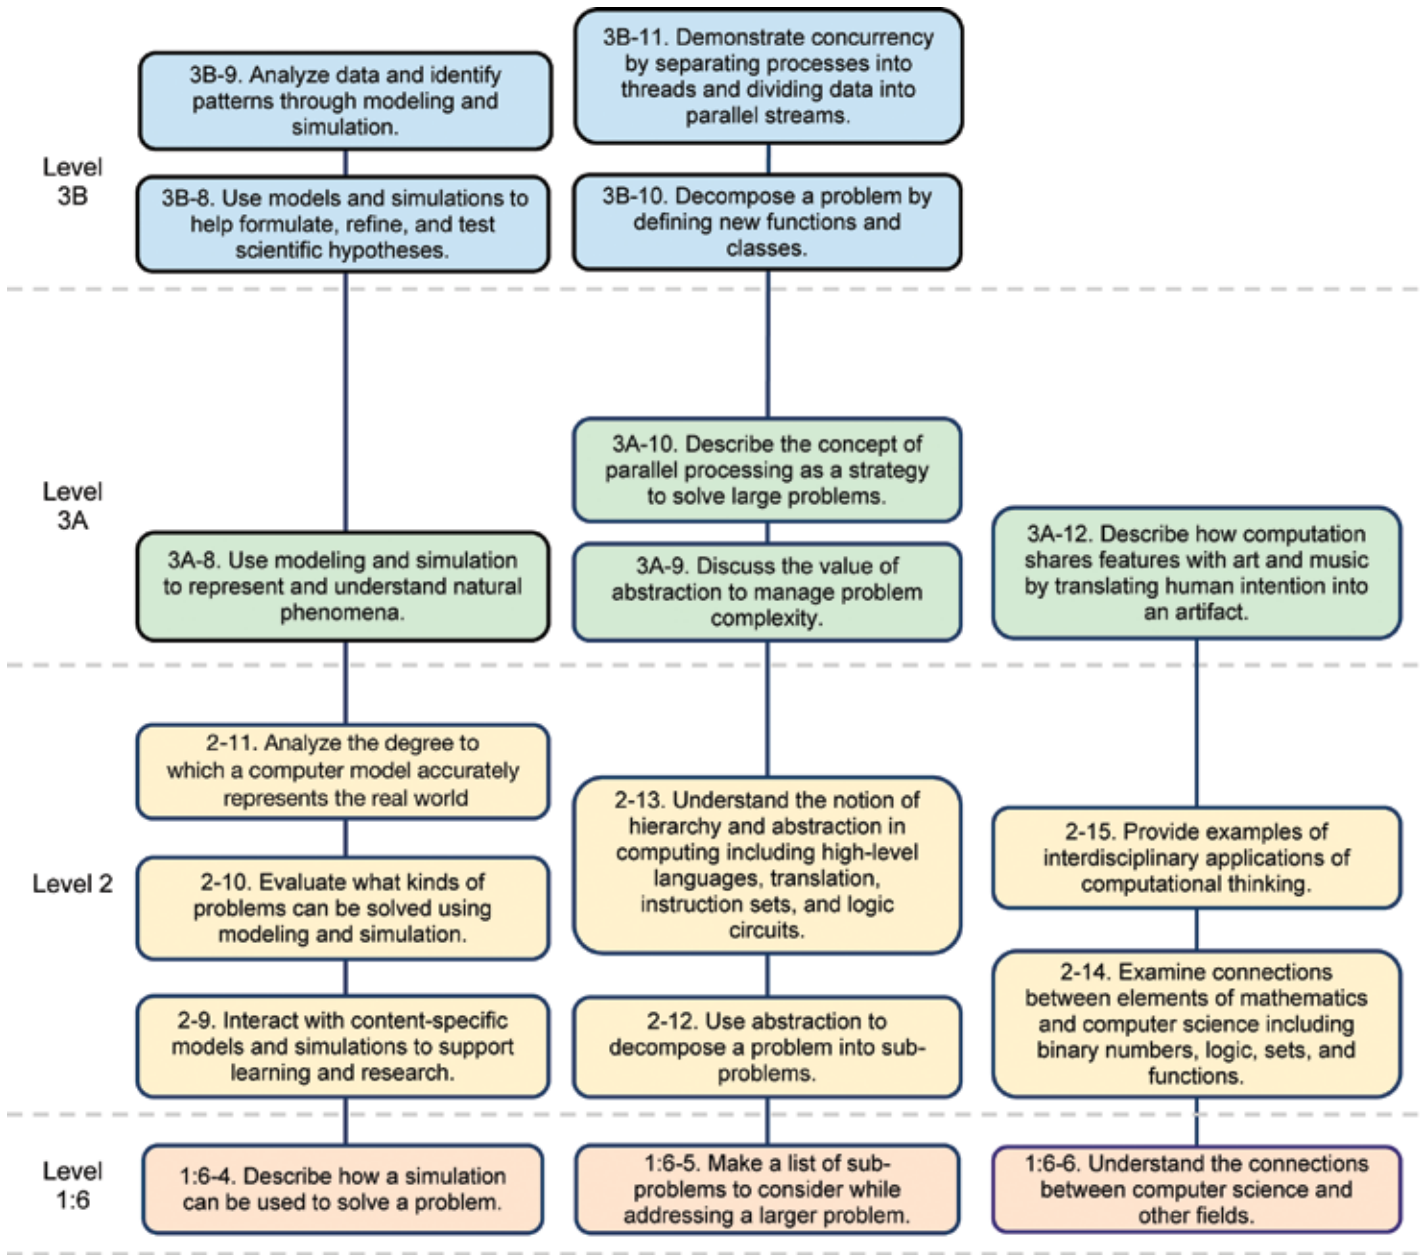 3B-11. Demonstrate concurrency
by separating processes into
threads and dividing data into
parallel streams.
3B-9. Analyze data and identify
patterns through modeling and
simulation.
Level
3B
3B-8. Use models and simulations to
help formulate, refine, and test
scientific hypotheses.
3B-10. Decompose a problem by
defining new functions and
classes.
Level
3A
3A-10. Describe the concept of
parallel processing as a strategy
to solve large problems.
3A-8. Use modeling and simulation
to represent and understand natural
phenomena.
3A-9. Discuss the value of
abstraction to manage problem
complexity.
3A-12. Describe how computation
shares features with art and music
by translating human intention into
an artifact.
Level 2
2-11. Analyze the degree to
which a computer model accurately
represents the real world
2-13. Understand the notion of
hierarchy and abstraction in
computing including high-level
languages, translation,
instruction sets, and logic
circuits.
2-15. Provide examples of
interdisciplinary applications of
computational thinking.
2-10. Evaluate what kinds of
problems can be solved using
modeling and simulation.
2-14. Examine connections
between elements of mathematics
and computer science including
binary numbers, logic, sets, and
functions.
2-9. Interact with content-specific
models and simulations to support
learning and research.
2-12. Use abstraction to
decompose a problem into sub-
problems.
Level
1:6
1:6-4. Describe how a simulation
can be used to solve a problem.
1:6-5. Make a list of sub-
problems to consider while
addressing a larger problem.
1:6-6. Understand the connections
between computer science and
other fields.